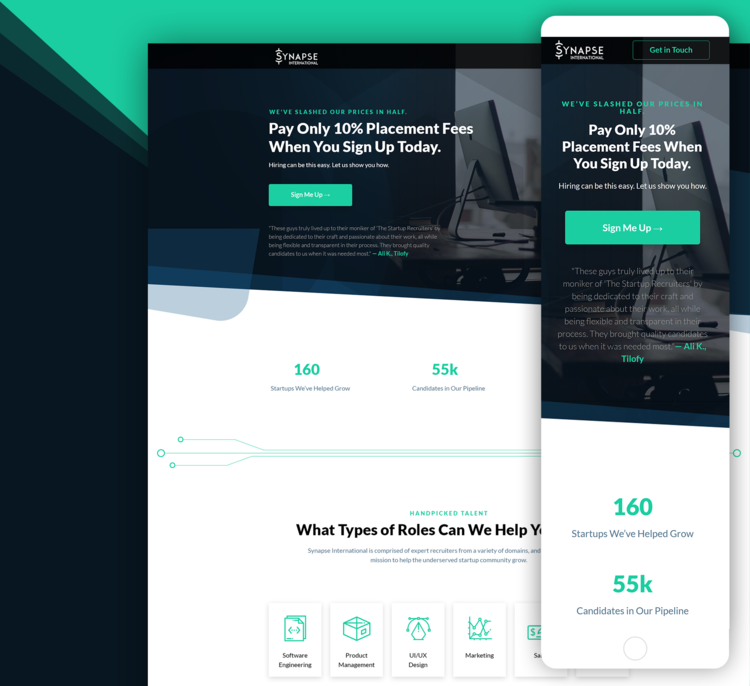 SYNAPSE
INTERNATIONAL
WE'VE SLASHED OUR PRICES IN HALF.
Pay Only 10% Placement Fees
When You Sign Up Today.
Hiring can be this easy. Let us show you how.
Sign Me Up →
"These guys truly lived up to their moniker of 'The Startup Recruiters' by
being dedicated to their craft and passionate about their work, all while
being flexible and transparent in their process. They brought quality
candidates to us when it was needed most." — Ali K., Tilofy
160
Startups We've Helped Grow
55k
Candidates in Our Pipeline
HANDPICKED TALENT
What Types of Roles Can We Help Y
Synapse International is comprised of expert recruiters from a variety of domains, and
mission to help the underserved startup community grow.
Software
Engineering
Product
Management
UI/UX
Design
Marketing
Sa
SYNAPSE
INTERNATIONAL
Get in Touch
WE'VE SLASHED OUR PRICES IN
HALF.
Pay Only 10%
Placement Fees When
You Sign Up Today.
Hiring can be this easy. Let us show you how.
Sign Me Up →
"These guys truly lived up to their
moniker of 'The Startup Recruiters' by
being dedicated to their craft and
passionate about their work, all while
being flexible and transparent in their
process. They brought quality candidates
to us when it was needed most." — Ali K.,
Tilofy
160
Startups We've Helped Grow
55k
Candidates in Our Pipeline